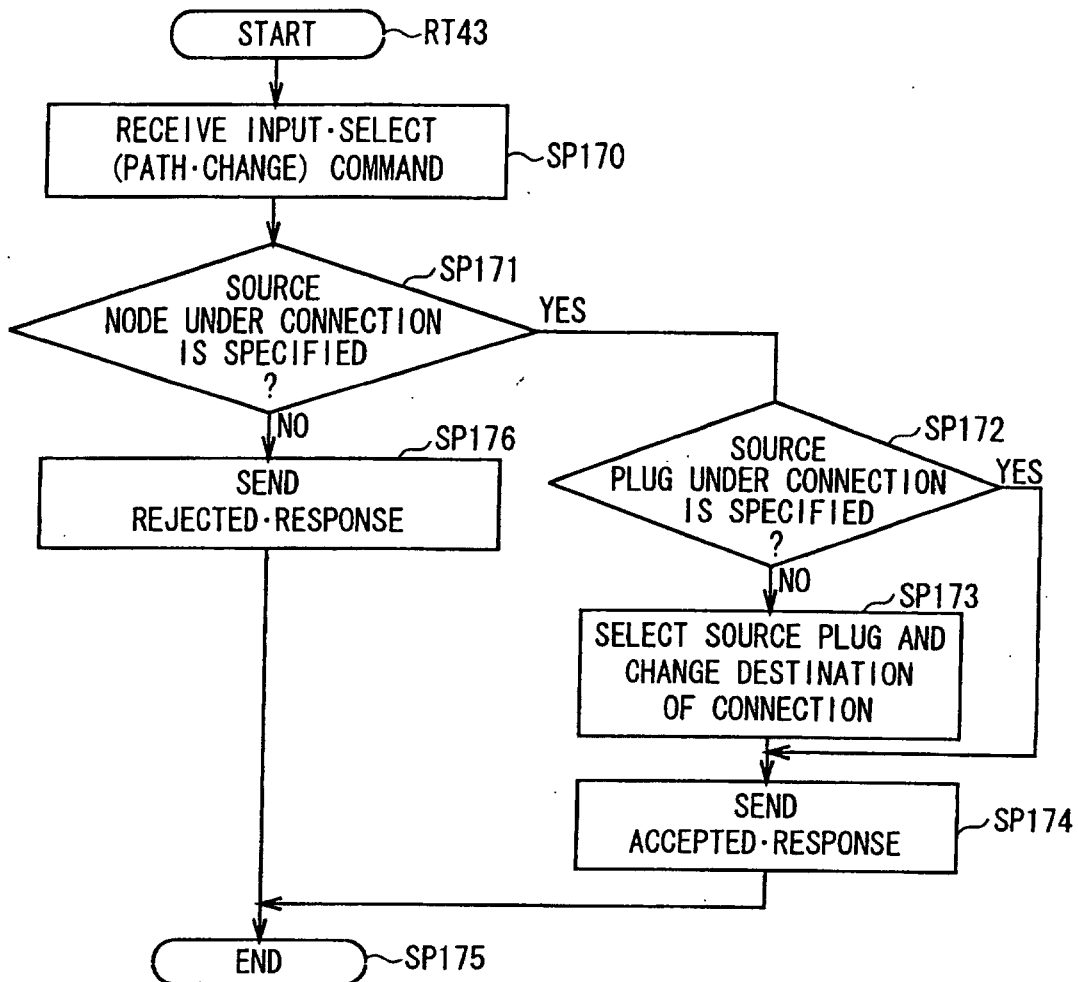 START
RT43
RECEIVE INPUT·SELECT
(PATH·CHANGE) COMMAND
SP170
SP171
SOURCE
NODE UNDER CONNECTION
IS SPECIFIED
?
YES
NO
SP176
SEND
REJECTED·RESPONSE
SP172
SOURCE
PLUG UNDER CONNECTION
IS SPECIFIED
?
YES
NO
SP173
SELECT SOURCE PLUG AND
CHANGE DESTINATION
OF CONNECTION
SEND
ACCEPTED·RESPONSE
SP174
END
SP175